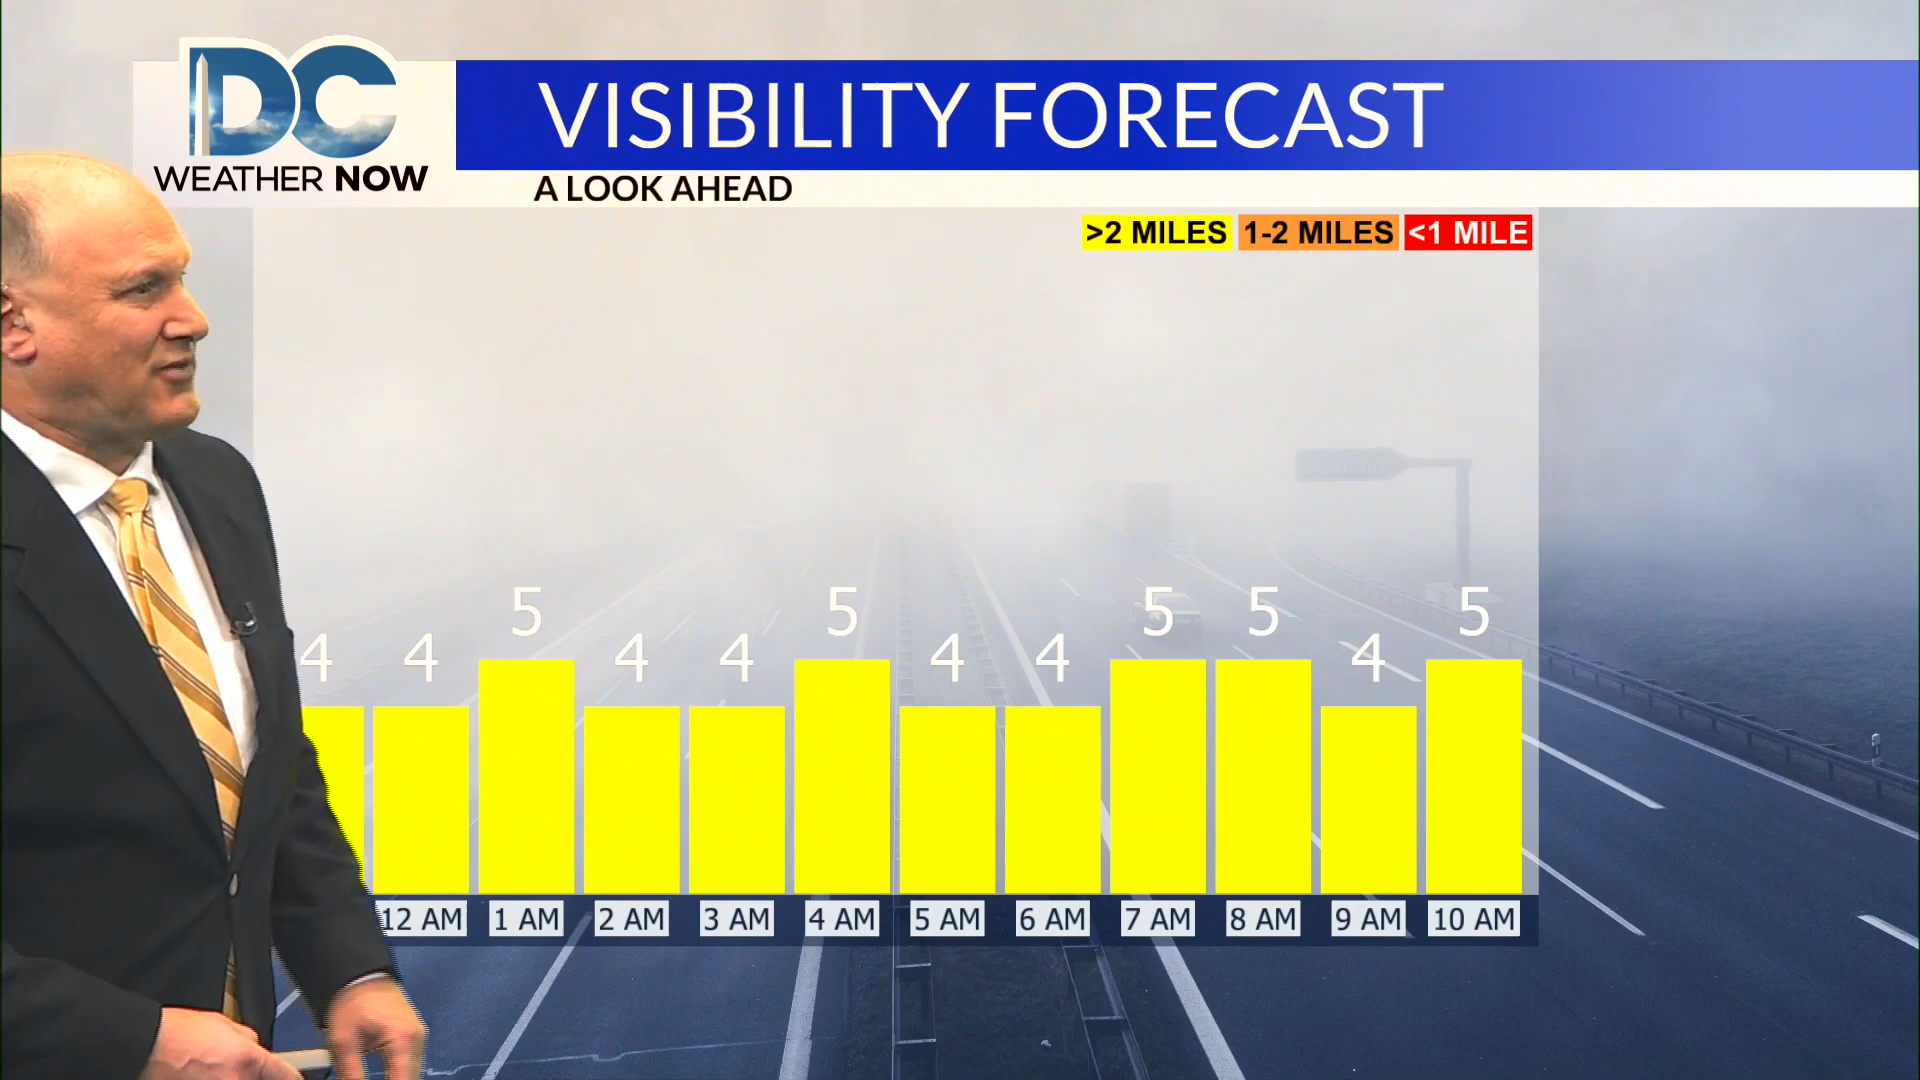 DC
WEATHER NOW
VISIBILITY FORECAST
A LOOK AHEAD
>2 MILES 1-2 MILES <1 MILE
4 4 5 4 4 5 4 4 5 5 4 5
12 AM 1 AM 2 AM 3 AM 4 AM 5 AM 6 AM 7 AM 8 AM 9 AM 10 AM